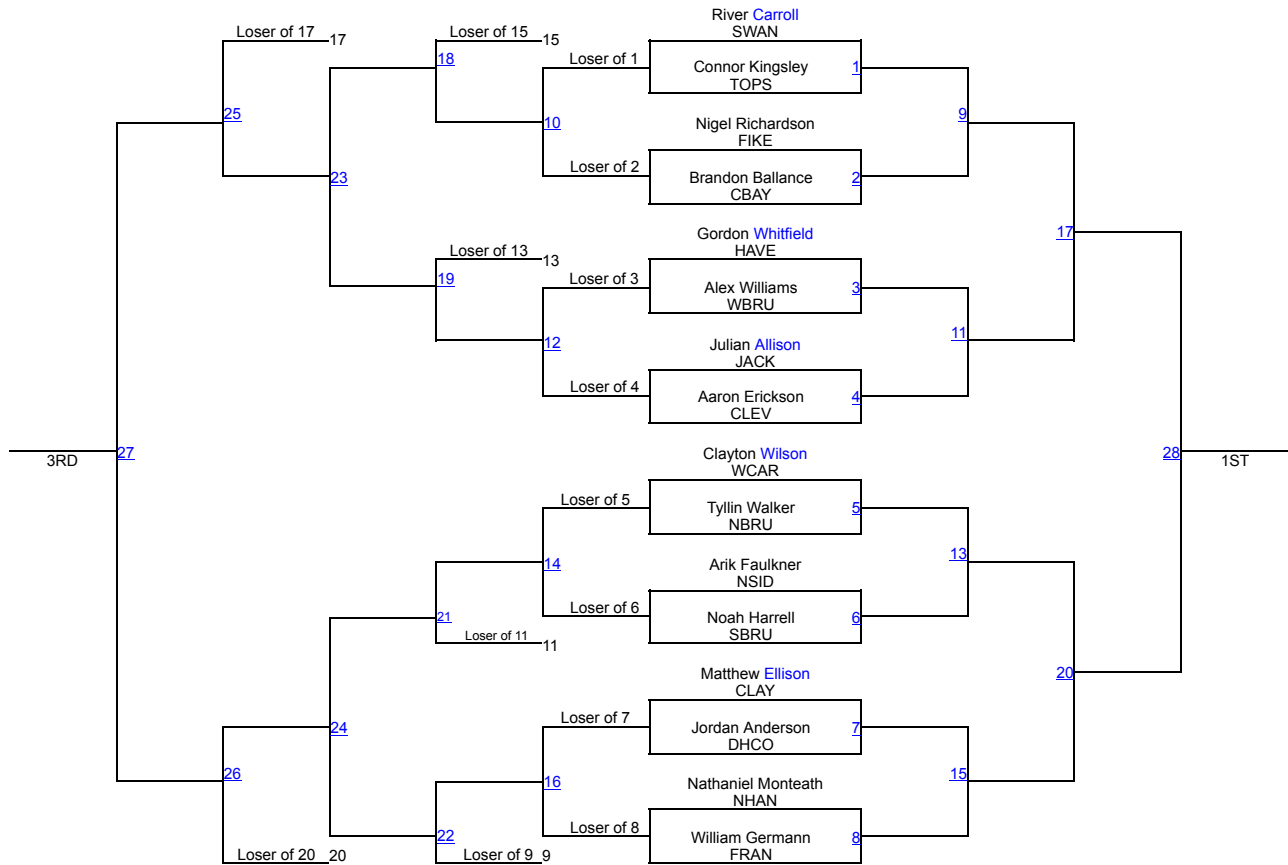 River Carroll
SWAN
Loser of 17 17
Loser of 15 15
18
Loser of 1
Connor Kingsley
TOPS
1
25
10
9
Nigel Richardson
FIKE
Loser of 2
Brandon Ballance
CBAY
2
23
Gordon Whitfield
HAVE
17
Loser of 13 13
19
Loser of 3
Alex Williams
WBRU
3
12
11
Julian Allison
JACK
Loser of 4
Aaron Erickson
CLEV
4
3RD
27
Clayton Wilson
WCAR
28
1ST
Loser of 5
Tyllin Walker
NBRU
5
14
13
Arik Faulkner
NSID
Loser of 6
Noah Harrell
SBRU
6
21
Loser of 11 11
Matthew Ellison
CLAY
20
Loser of 7
Jordan Anderson
DHCO
7
24
26
16
15
Nathaniel Monteath
NHAN
22
Loser of 8
William Germann
FRAN
8
Loser of 20 20
Loser of 9 9